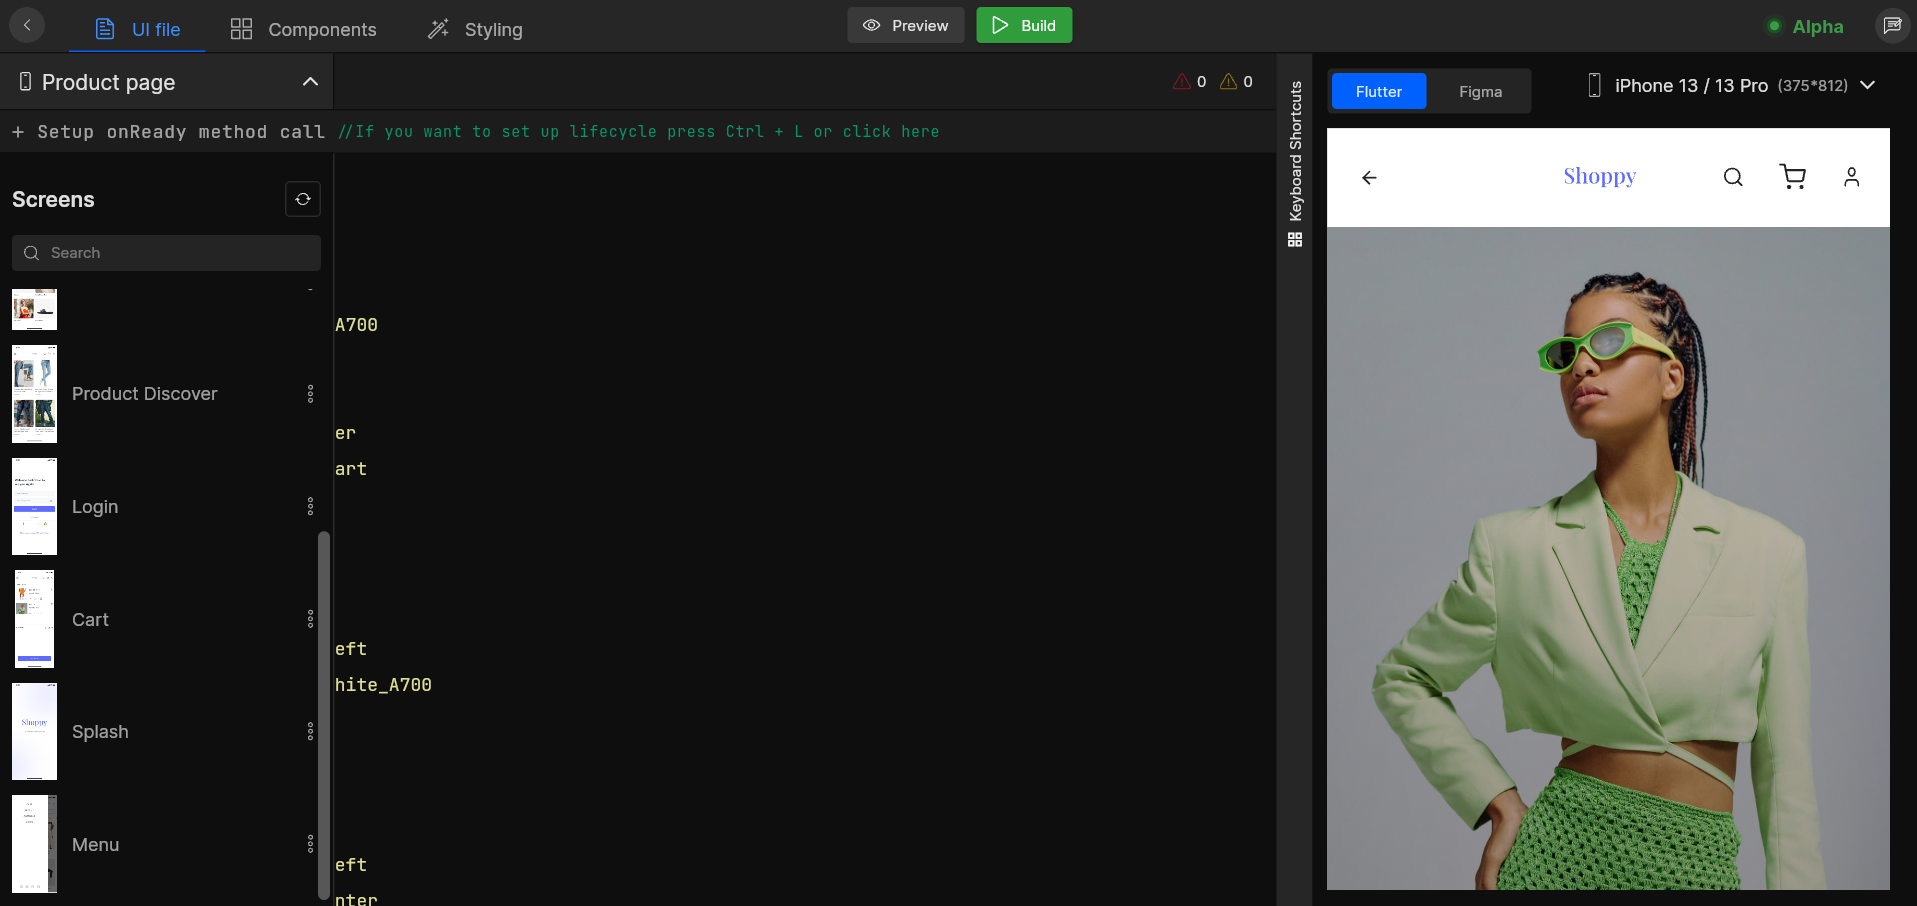 UI file
Components
Styling
Preview
Build
Alpha
Product page
0
0
Flutter
Figma
iPhone 13 / 13 Pro (375*812)
+ Setup onReady method call //If you want to set up lifecycle press Ctrl + L or click here
Keyboard Shortcuts
Screens
Search
Product Discover
Login
Cart
Splash
Menu
A700
er
art
eft
hite_A700
eft
nter
Shoppy
Shoppy